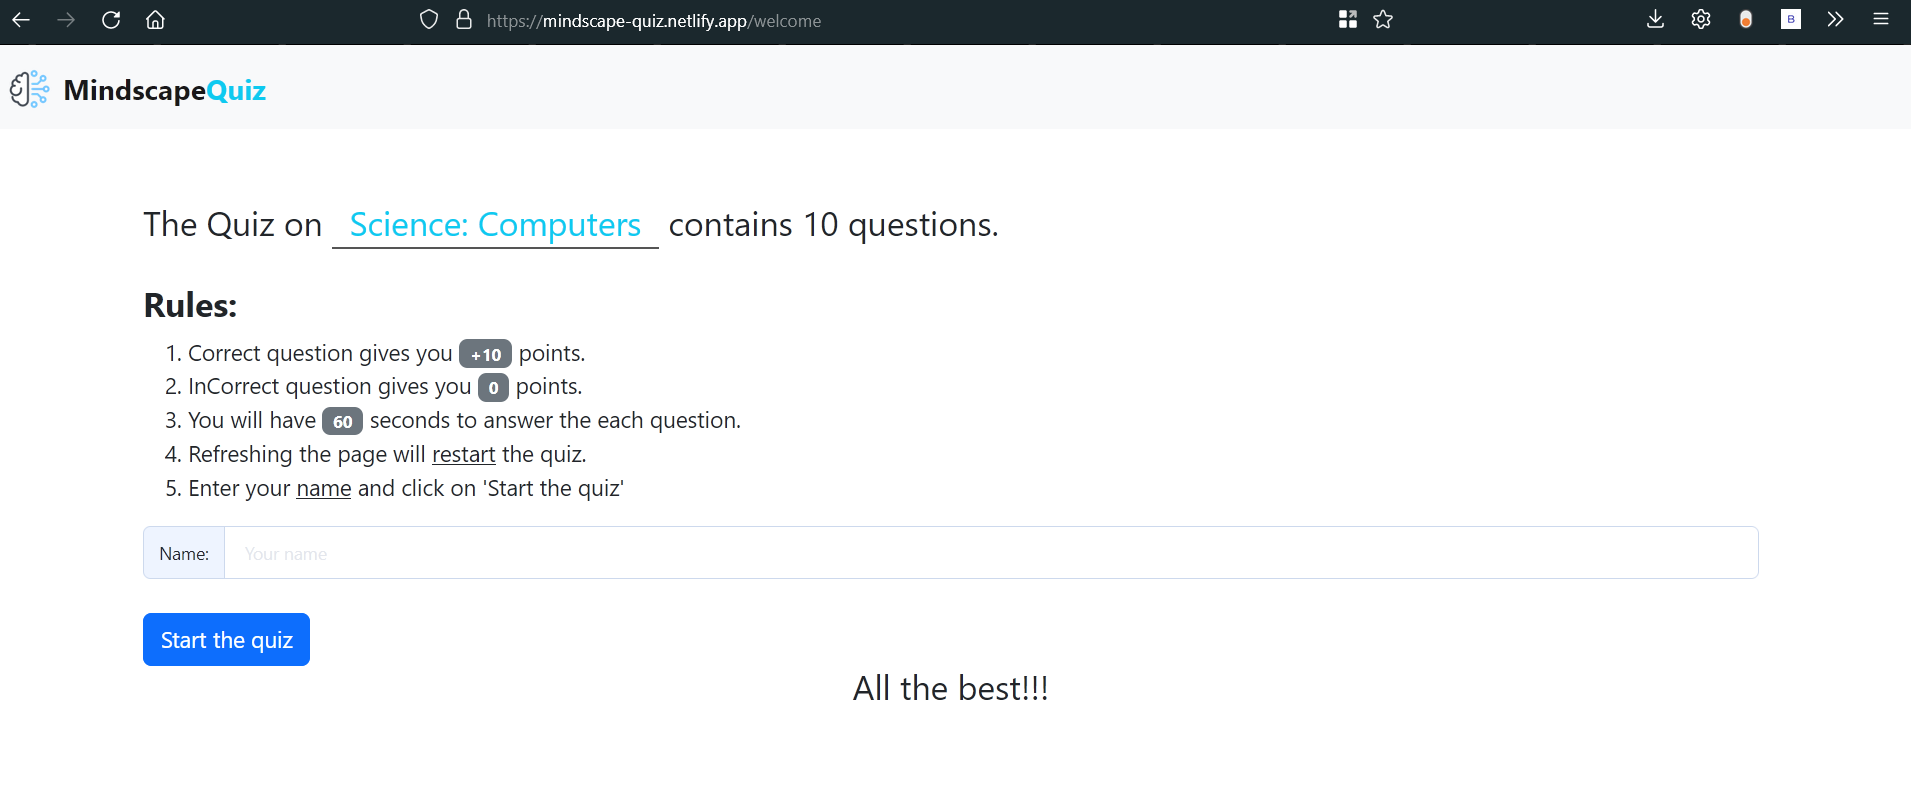 https://mindscape-quiz.netlify.app/welcome
B
MindscapeQuiz
The Quiz on Science: Computers contains 10 questions.
Rules:
1. Correct question gives you +10 points.
2. InCorrect question gives you 0 points.
3. You will have 60 seconds to answer the each question.
4. Refreshing the page will restart the quiz.
5. Enter your name and click on 'Start the quiz'
Name: Your name
Start the quiz
All the best!!!